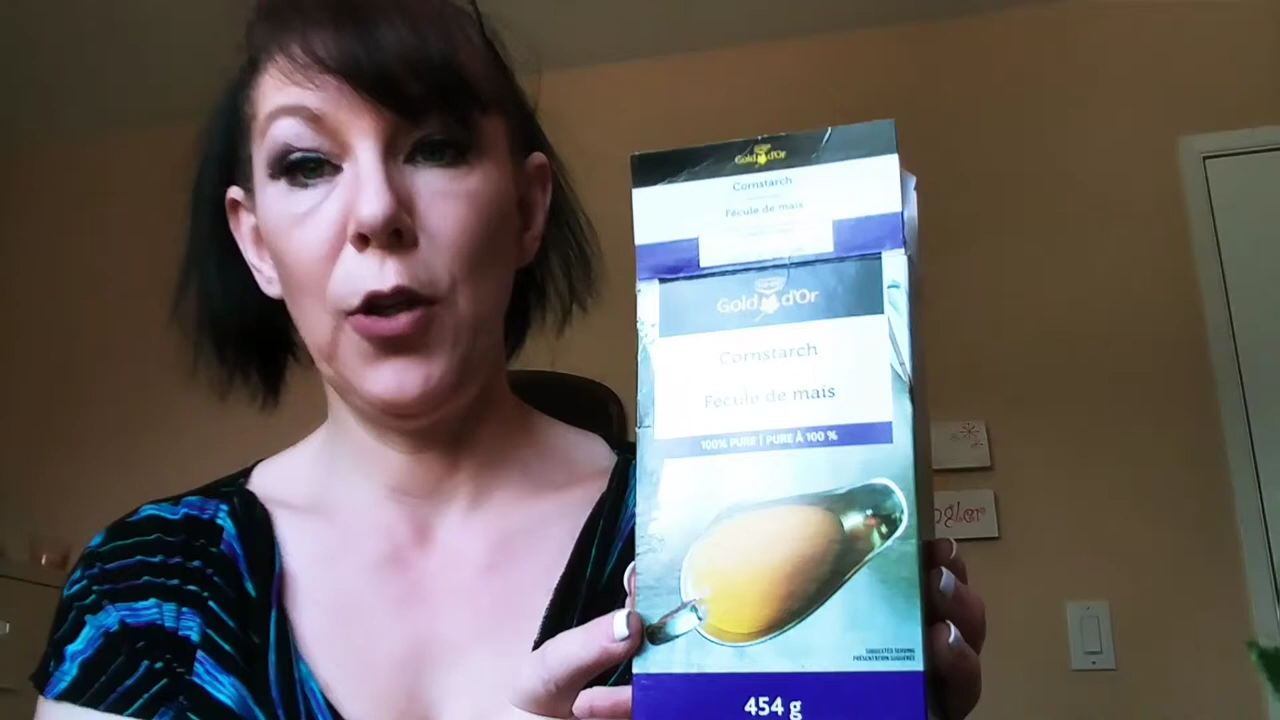 Gold d'Or
Cornstarch
Fécule de maïs
Gold d'Or
Cornstarch
Fécule de maïs
100% PURE | PURE À 100 %
SUGGESTED SERVING
PRÉSENTATION SUGGÉRÉE
454 g